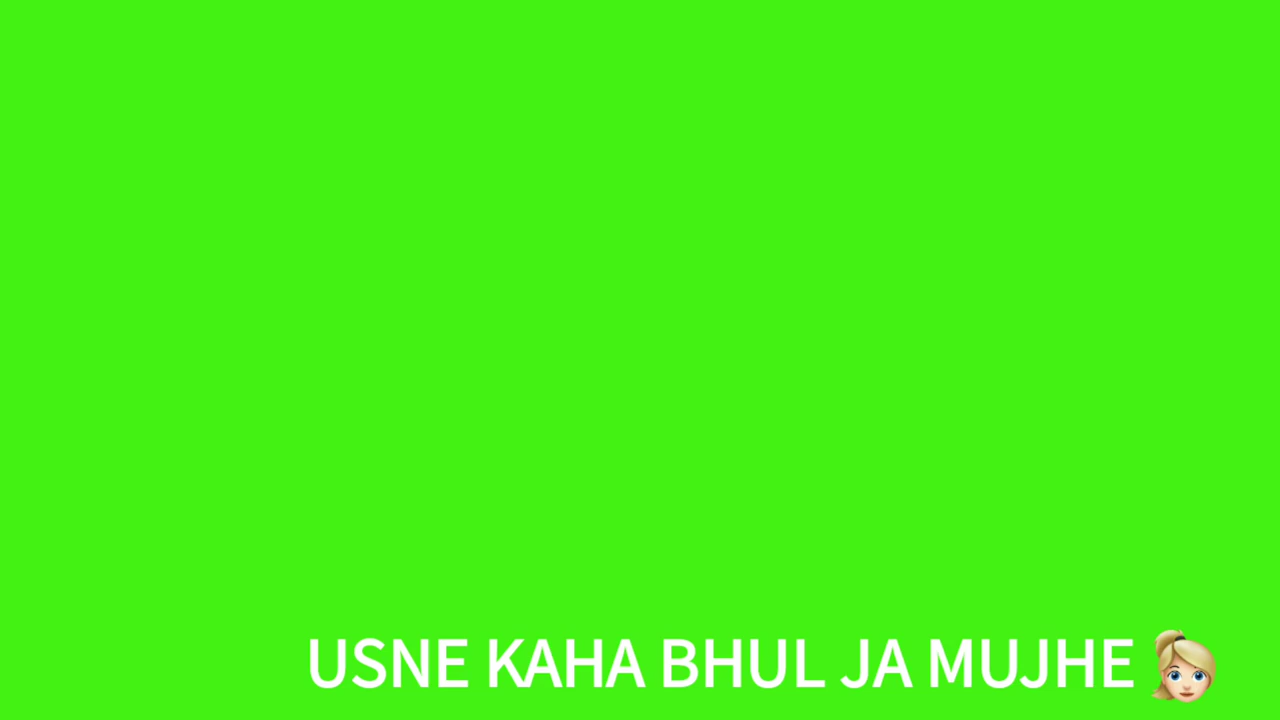 USNE KAHA BHUL JA MUJHE 👱🏻‍♀️